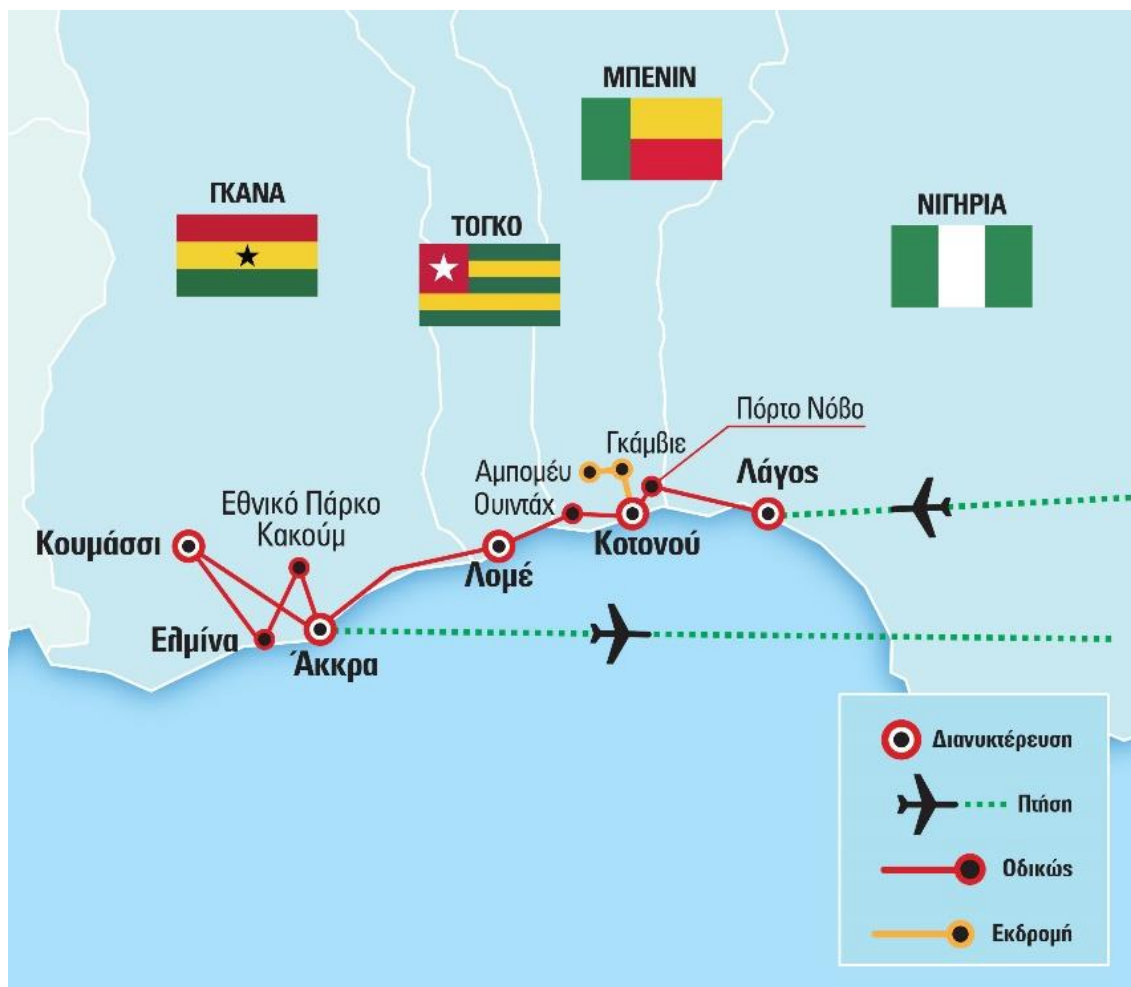 ΜΠΕΝΙΝ
ΓΚΑΝΑ
ΤΟΓΚΟ
ΝΙΓΗΡΙΑ
Πόρτο Νόβο
Γκάμβιε
Αμπομέυ
Ουιντάχ
Λάγος
Εθνικό Πάρκο
Κακούμ
Κουμάσσι
Κοτονού
Λομέ
Ελμίνα
Άκκρα
Διανυκτέρευση
Πτήση
Οδικώς
Εκδρομή